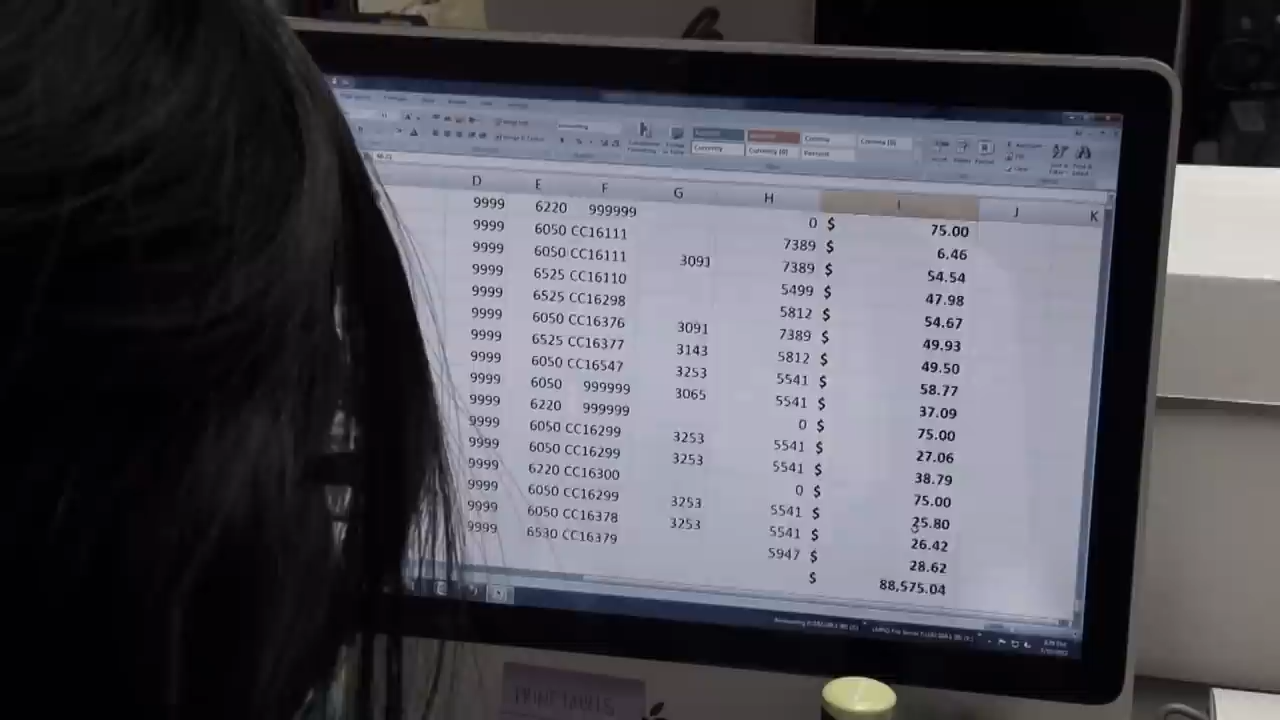 Currency Currency [0] Percent
D E F G H I J K
9999 6220 999999 0 $ 75.00
9999 6050 CC16111 7389 $ 6.46
9999 6050 CC16111 3091 7389 $ 54.54
9999 6525 CC16110 5499 $ 47.98
9999 6525 CC16298 5812 $ 54.67
9999 6050 CC16376 3091 7389 $ 49.93
9999 6525 CC16377 3143 5812 $ 49.50
9999 6050 CC16547 3253 5541 $ 58.77
9999 6050 999999 3065 5541 $ 37.09
9999 6220 999999 0 $ 75.00
9999 6050 CC16299 3253 5541 $ 27.06
9999 6050 CC16299 3253 5541 $ 38.79
9999 6220 CC16300 0 $ 75.00
9999 6050 CC16299 3253 5541 $ 25.80
9999 6050 CC16378 3253 5541 $ 26.42
9999 6530 CC16379 5947 $ 28.62
$ 88,575.04